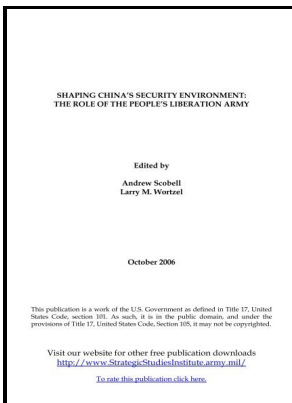 SHAPING CHINA'S SECURITY ENVIRONMENT:
THE ROLE OF THE PEOPLE'S LIBERATION ARMY
Edited by
Andrew Scobell
Larry M. Wortzel
October 2006
This publication is a work of the U.S. Government as defined in Title 17, United
States Code, section 101. As such, it is in the public domain, and under the
provisions of Title 17, United States Code, Section 105, it may not be copyrighted.
Visit our website for other free publication downloads
http://www.StrategicStudiesInstitute.army.mil/
To rate this publication click here.